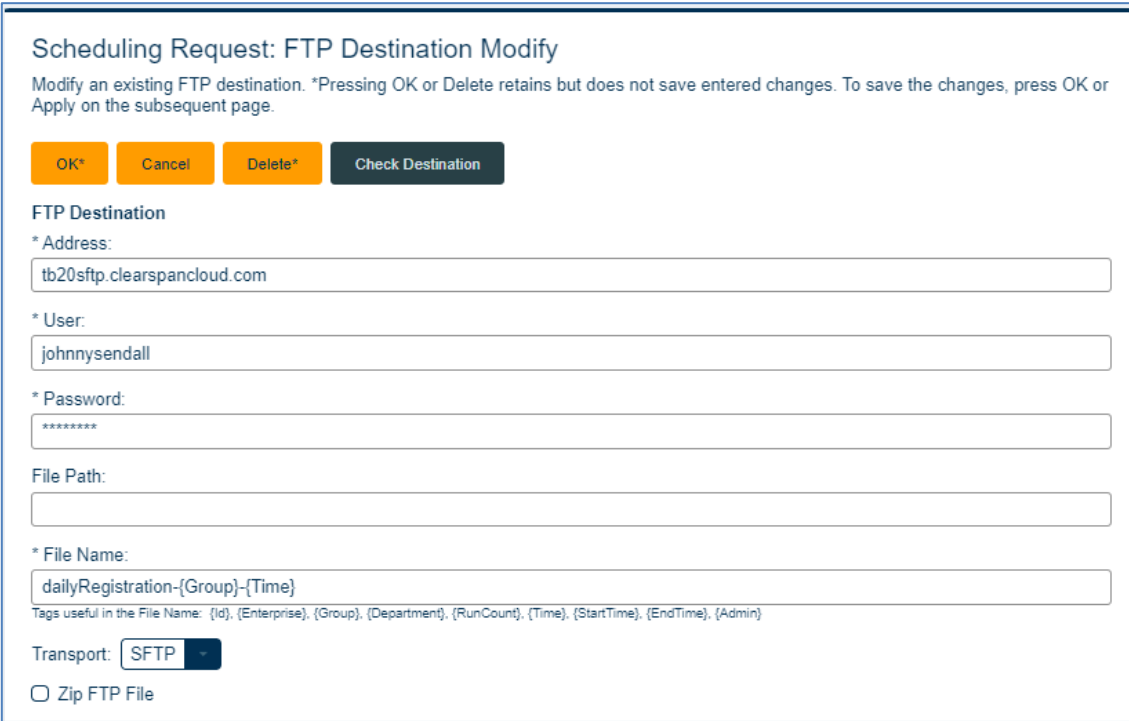 Scheduling Request: FTP Destination Modify
Modify an existing FTP destination. *Pressing OK or Delete retains but does not save entered changes. To save the changes, press OK or
Apply on the subsequent page.
OK* Cancel Delete* Check Destination
FTP Destination
* Address:
tb20sftp.clearspancloud.com
* User:
johnnysendall
* Password:
********
File Path:
* File Name:
dailyRegistration-{Group}-{Time}
Tags useful in the File Name: {Id}, {Enterprise}, {Group}, {Department}, {RunCount}, {Time}, {StartTime}, {EndTime}, {Admin}
Transport: SFTP
Zip FTP File